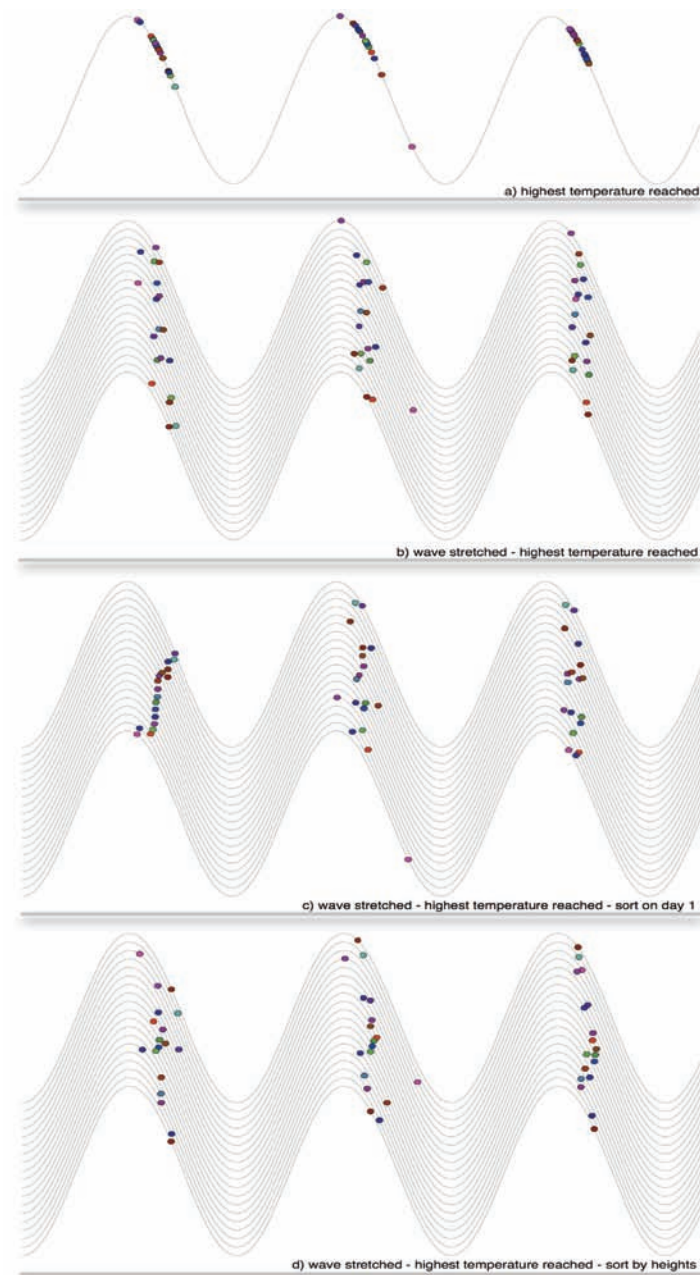 a) highest temperature reached
b) wave stretched - highest temperature reached
c) wave stretched - highest temperature reached - sort on day 1
d) wave stretched - highest temperature reached - sort by heights